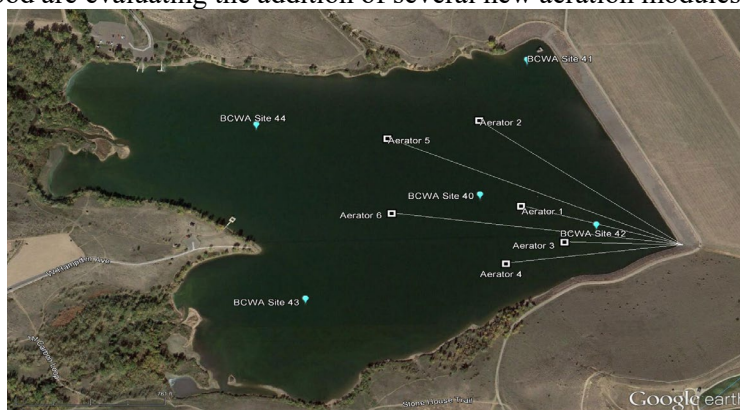 ood are evaluating the addition of several new aeration modules
BCWA Site 41
BCWA Site 44
Aerator 2
Aerator 5
BCWA Site 40
Aerator 1
Aerator 6
BCWA Site 42
Aerator 3
Aerator 4
BCWA Site 43
Google earth